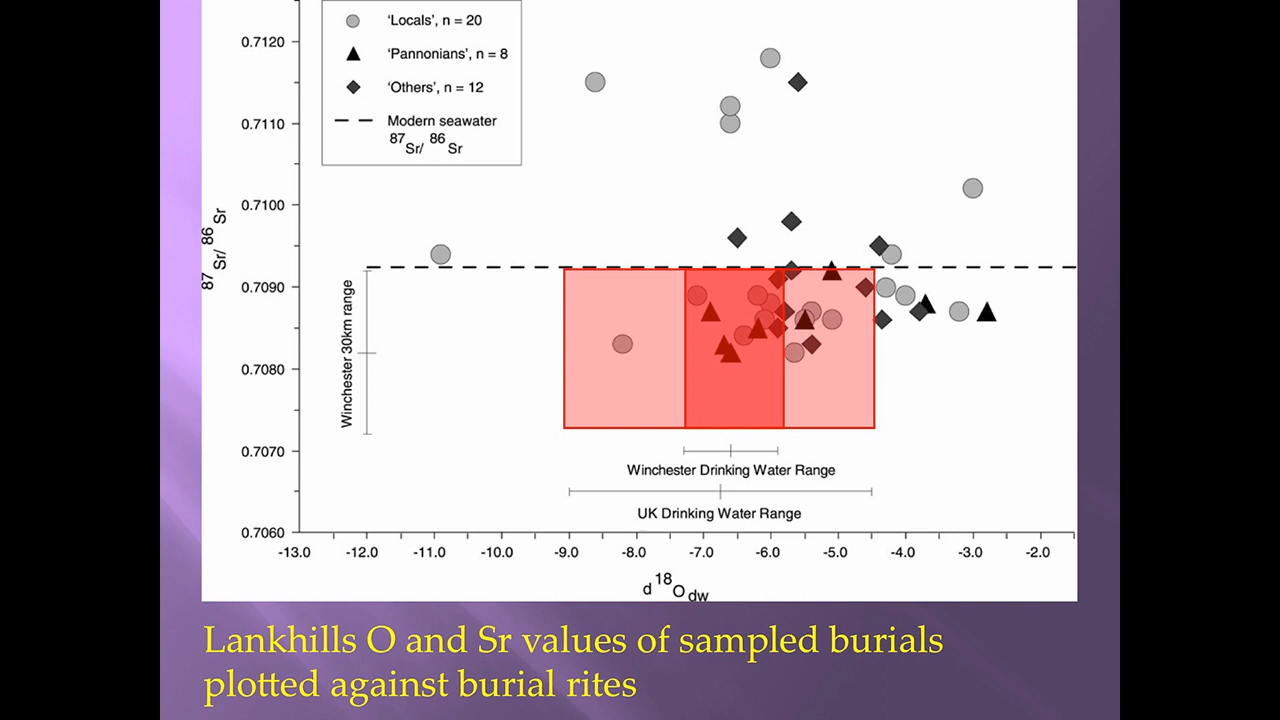 'Locals', n = 20
'Pannonians', n = 8
'Others', n = 12
Modern seawater
87Sr/ 86Sr
0.7120
0.7110
0.7100
0.7090
0.7080
0.7070
0.7060
87Sr/ 86Sr
Winchester 30km range
Winchester Drinking Water Range
UK Drinking Water Range
-13.0 -12.0 -11.0 -10.0 -9.0 -8.0 -7.0 -6.0 -5.0 -4.0 -3.0 -2.0
d18Odw
Lankhills O and Sr values of sampled burials
plotted against burial rites